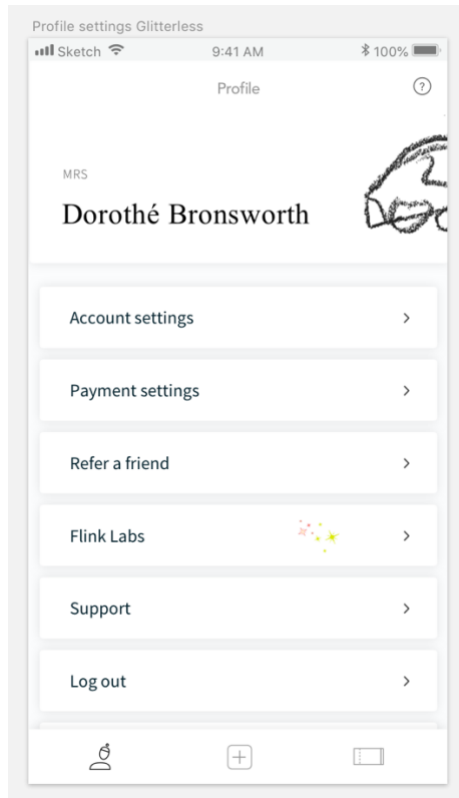 Profile settings Glitterless
Sketch 9:41 AM 100%
Profile ?
MRS
Dorothé Bronsworth
Account settings
Payment settings
Refer a friend
Flink Labs
Support
Log out